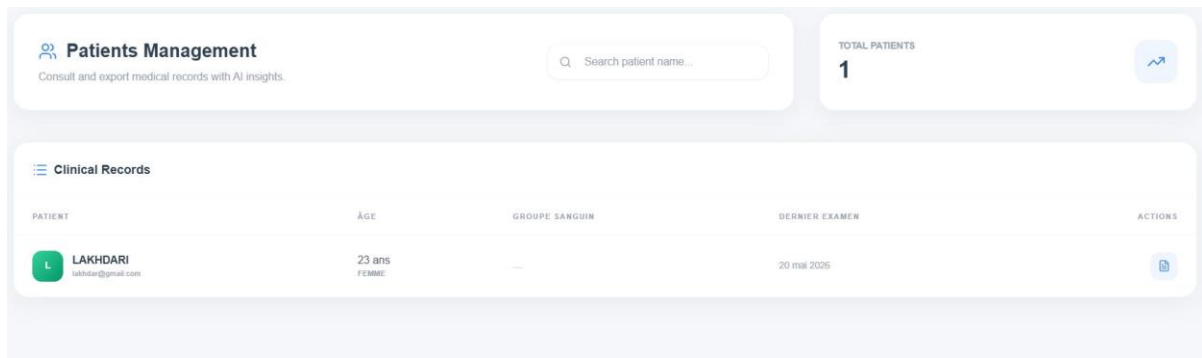 Patients Management
Consult and export medical records with AI insights.
Search patient name...
TOTAL PATIENTS
1
Clinical Records
PATIENT ÂGE GROUPE SANGUIN DERNIER EXAMEN ACTIONS
L LAKHDARI 23 ans — 20 mai 2026
lakhdar@gmail.com FEMME